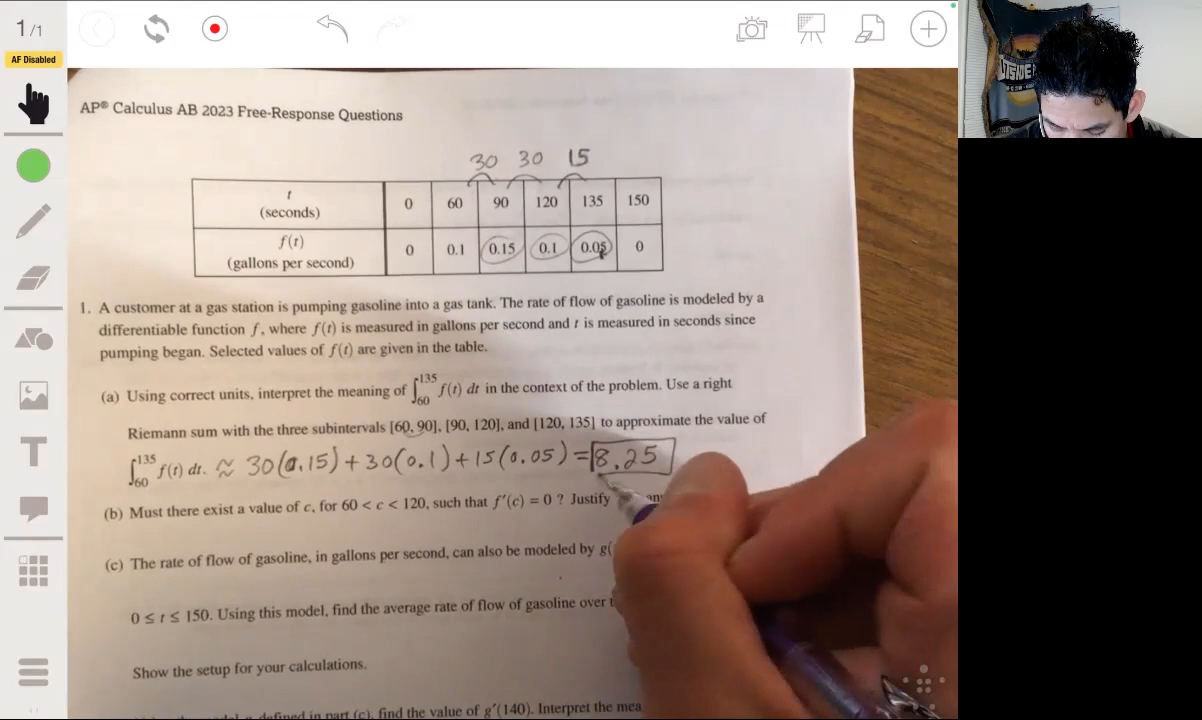 1/1
AF Disabled
AP® Calculus AB 2023 Free-Response Questions
30 30 15
t (seconds) 0 60 90 120 135 150
f(t) (gallons per second) 0 0.1 0.15 0.1 0.05 0
1. A customer at a gas station is pumping gasoline into a gas tank. The rate of flow of gasoline is modeled by a
differentiable function f, where f(t) is measured in gallons per second and t is measured in seconds since
pumping began. Selected values of f(t) are given in the table.
(a) Using correct units, interpret the meaning of ∫₆₀¹³⁵ f(t) dt in the context of the problem. Use a right
Riemann sum with the three subintervals [60, 90], [90, 120], and [120, 135] to approximate the value of
∫₆₀¹³⁵ f(t) dt. ≈ 30(0.15) + 30(0.1) + 15(0.05) = 8.25
(b) Must there exist a value of c, for 60 < c < 120, such that f′(c) = 0 ? Justify
(c) The rate of flow of gasoline, in gallons per second, can also be modeled by g(
0 ≤ t ≤ 150. Using this model, find the average rate of flow of gasoline over
Show the setup for your calculations.
defined in part (c), find the value of g′(140). Interpret the
T